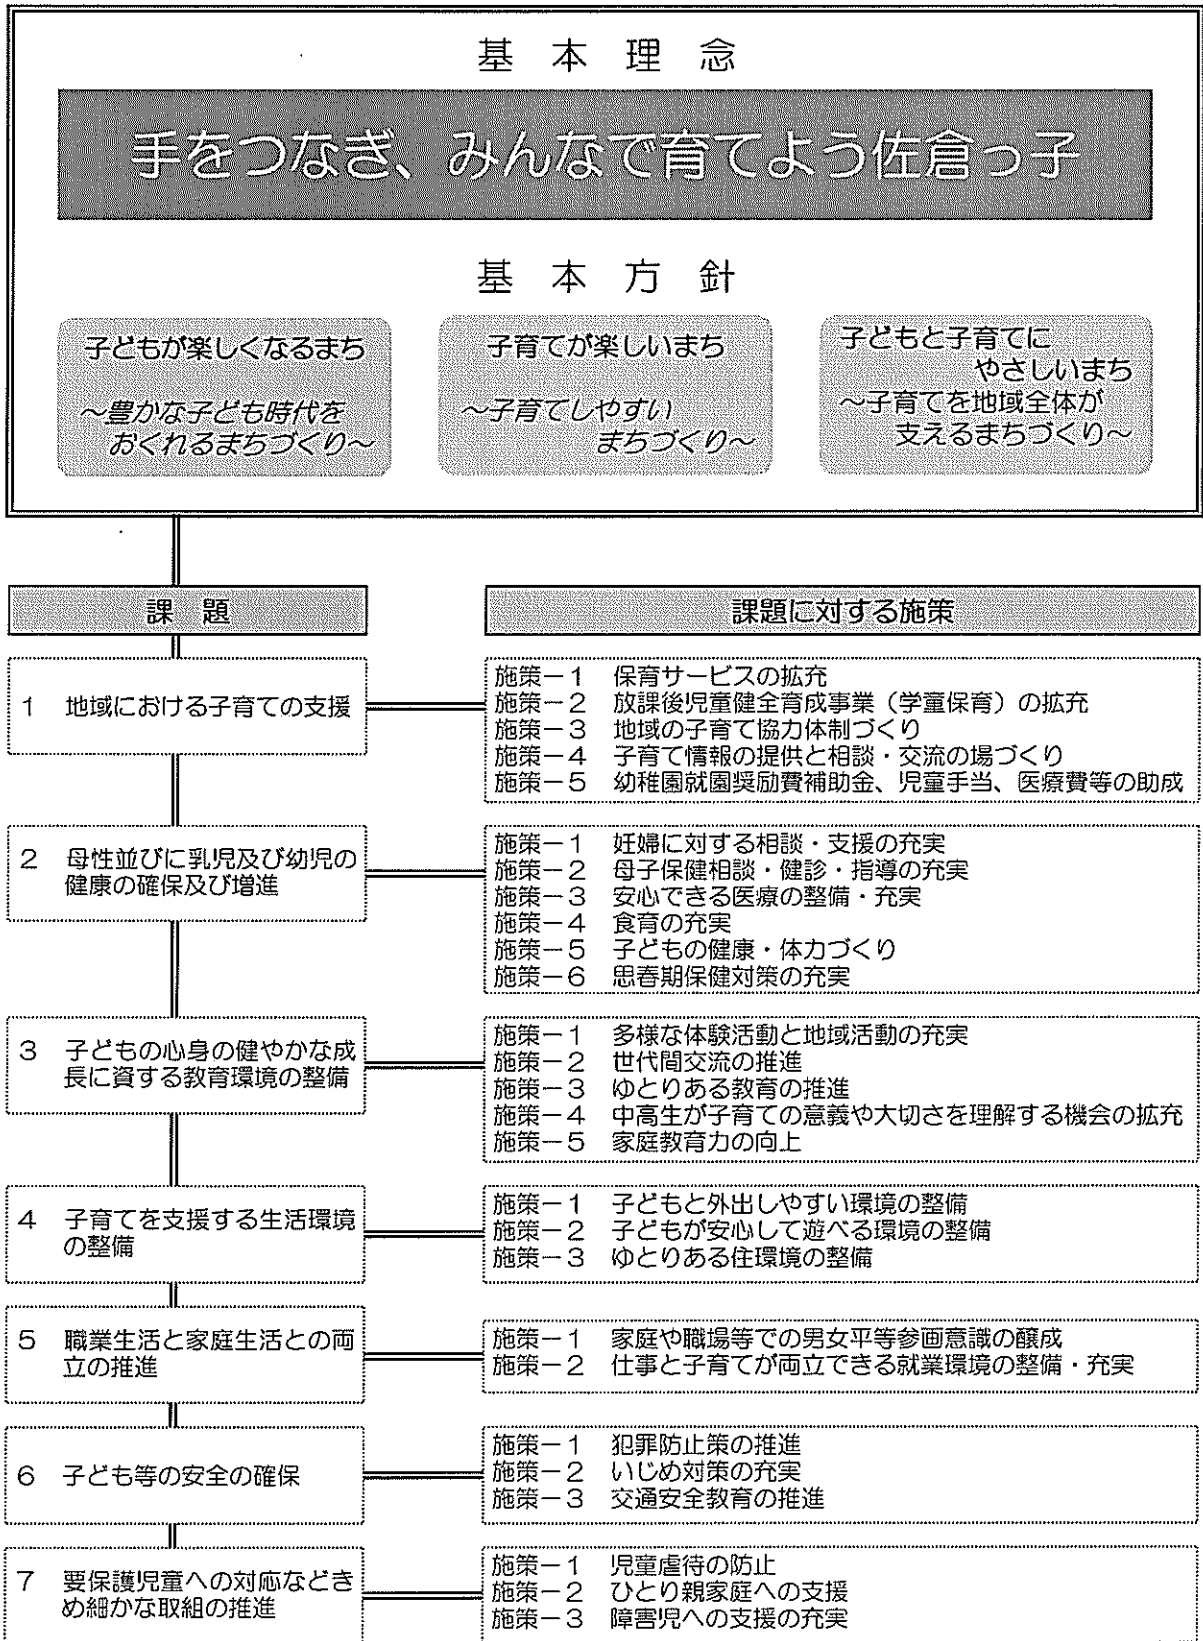 基本理念
手をつなぎ、みんなで育てよう佐倉っ子
基本方針
子どもが楽しくなるまち
～豊かな子ども時代を
おくれるまちづくり～
子育てが楽しいまち
～子育てしやすい
まちづくり～
子どもと子育てに
やさしいまち
～子育てを地域全体が
支えるまちづくり～
課題
課題に対する施策
1 地域における子育ての支援
施策－1 保育サービスの拡充
施策－2 放課後児童健全育成事業（学童保育）の拡充
施策－3 地域の子育て協力体制づくり
施策－4 子育て情報の提供と相談・交流の場づくり
施策－5 幼稚園就園奨励費補助金、児童手当、医療費等の助成
2 母性並びに乳児及び幼児の
健康の確保及び増進
施策－1 妊婦に対する相談・支援の充実
施策－2 母子保健相談・健診・指導の充実
施策－3 安心できる医療の整備・充実
施策－4 食育の充実
施策－5 子どもの健康・体力づくり
施策－6 思春期保健対策の充実
3 子どもの心身の健やかな成
長に資する教育環境の整備
施策－1 多様な体験活動と地域活動の充実
施策－2 世代間交流の推進
施策－3 ゆとりある教育の推進
施策－4 中高生が子育ての意義や大切さを理解する機会の拡充
施策－5 家庭教育力の向上
4 子育てを支援する生活環境
の整備
施策－1 子どもと外出しやすい環境の整備
施策－2 子どもが安心して遊べる環境の整備
施策－3 ゆとりある住環境の整備
5 職業生活と家庭生活との両
立の推進
施策－1 家庭や職場等での男女平等参画意識の醸成
施策－2 仕事と子育てが両立できる就業環境の整備・充実
6 子ども等の安全の確保
施策－1 犯罪防止策の推進
施策－2 いじめ対策の充実
施策－3 交通安全教育の推進
7 要保護児童への対応などき
め細かな取組の推進
施策－1 児童虐待の防止
施策－2 ひとり親家庭への支援
施策－3 障害児への支援の充実